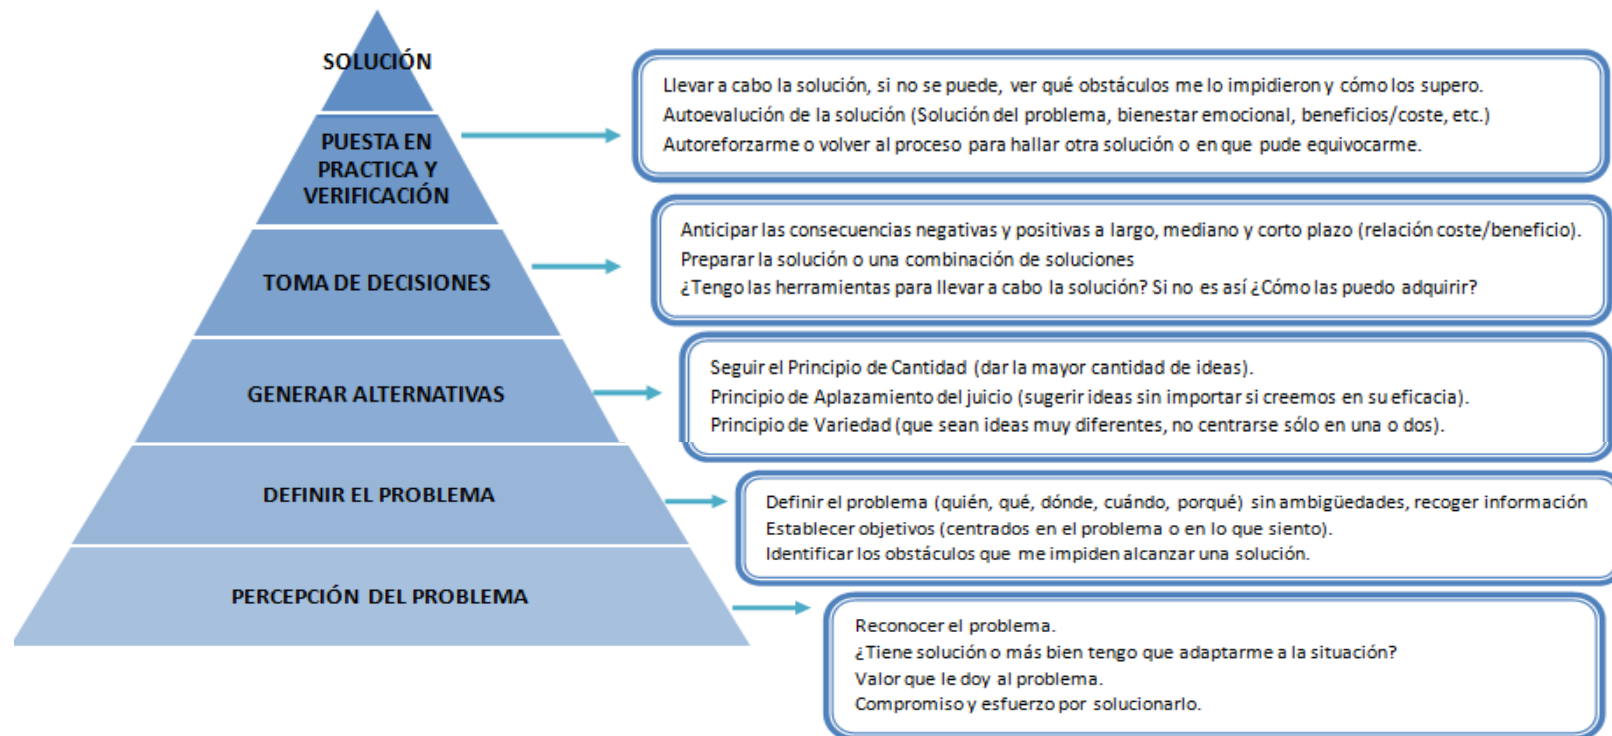 SOLUCIÓN
PUESTA EN
PRACTICA Y
VERIFICACIÓN
Llevar a cabo la solución, si no se puede, ver qué obstáculos me lo impidieron y cómo los supero.
Autoevalución de la solución (Solución del problema, bienestar emocional, beneficios/coste, etc.)
Autoreforzarme o volver al proceso para hallar otra solución o en que pude equivocarme.
TOMA DE DECISIONES
Anticipar las consecuencias negativas y positivas a largo, mediano y corto plazo (relación coste/beneficio).
Preparar la solución o una combinación de soluciones
¿Tengo las herramientas para llevar a cabo la solución? Si no es así ¿Cómo las puedo adquirir?
GENERAR ALTERNATIVAS
Seguir el Principio de Cantidad (dar la mayor cantidad de ideas).
Principio de Aplazamiento del juicio (sugerir ideas sin importar si creemos en su eficacia).
Principio de Variedad (que sean ideas muy diferentes, no centrarse sólo en una o dos).
DEFINIR EL PROBLEMA
Definir el problema (quién, qué, dónde, cuándo, porqué) sin ambigüedades, recoger información
Establecer objetivos (centrados en el problema o en lo que siento).
Identificar los obstáculos que me impiden alcanzar una solución.
PERCEPCIÓN DEL PROBLEMA
Reconocer el problema.
¿Tiene solución o más bien tengo que adaptarme a la situación?
Valor que le doy al problema.
Compromiso y esfuerzo por solucionarlo.